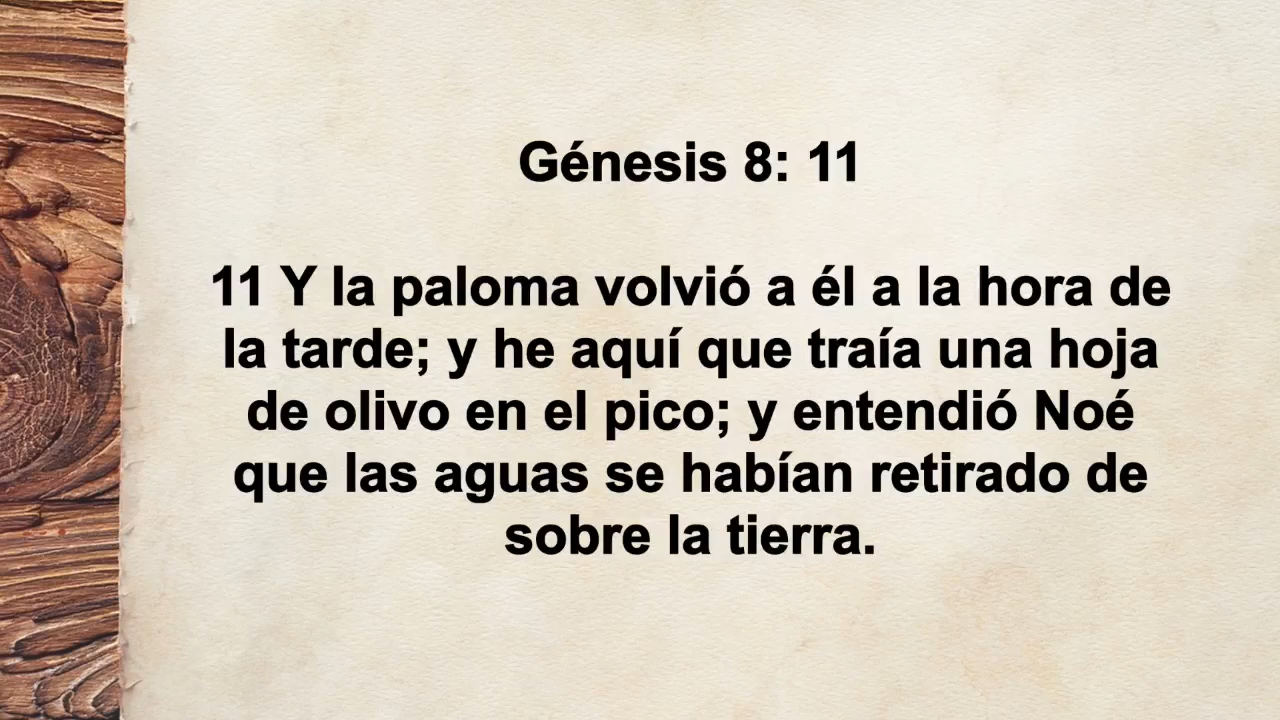 Génesis 8: 11
11 Y la paloma volvió a él a la hora de
la tarde; y he aquí que traía una hoja
de olivo en el pico; y entendió Noé
que las aguas se habían retirado de
sobre la tierra.